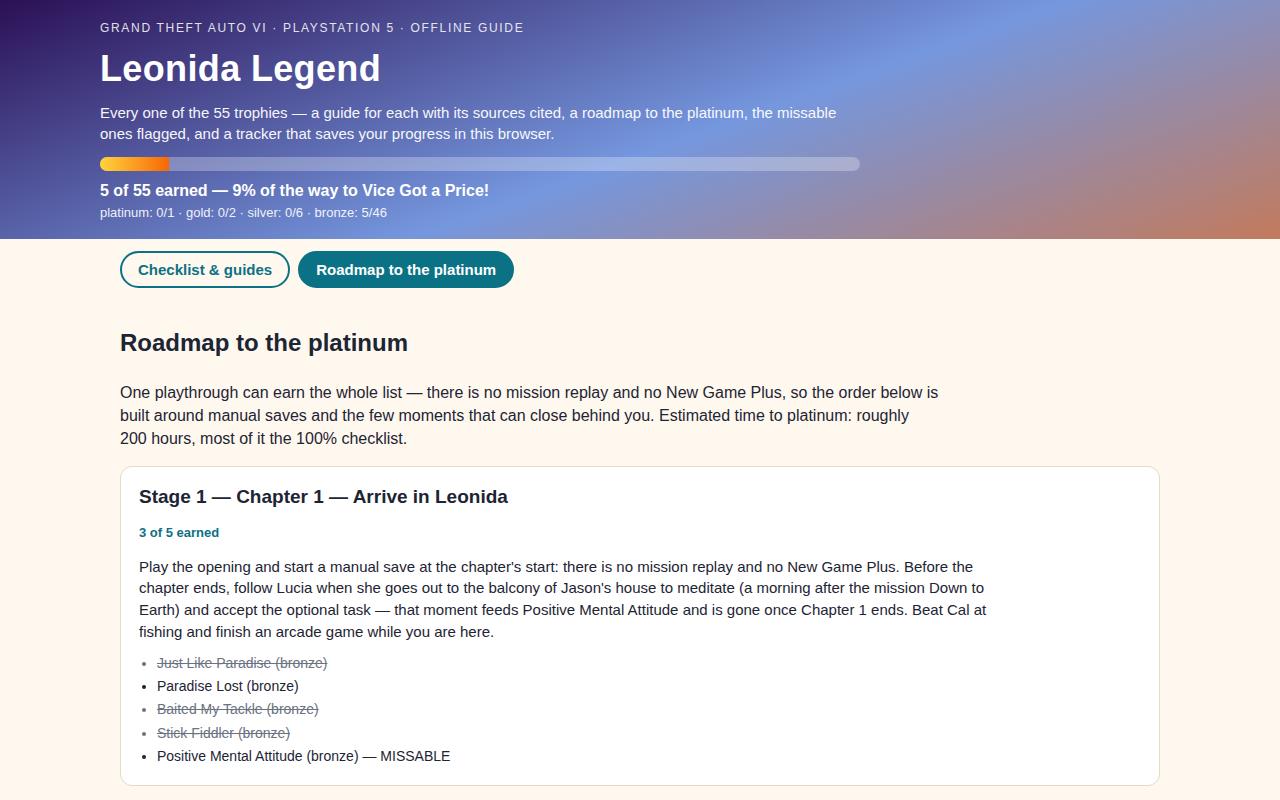 GRAND THEFT AUTO VI · PLAYSTATION 5 · OFFLINE GUIDE
Leonida Legend
Every one of the 55 trophies — a guide for each with its sources cited, a roadmap to the platinum, the missable
ones flagged, and a tracker that saves your progress in this browser.
5 of 55 earned — 9% of the way to Vice Got a Price!
platinum: 0/1 · gold: 0/2 · silver: 0/6 · bronze: 5/46
Checklist & guides
Roadmap to the platinum
Roadmap to the platinum
One playthrough can earn the whole list — there is no mission replay and no New Game Plus, so the order below is
built around manual saves and the few moments that can close behind you. Estimated time to platinum: roughly
200 hours, most of it the 100% checklist.
Stage 1 — Chapter 1 — Arrive in Leonida
3 of 5 earned
Play the opening and start a manual save at the chapter's start: there is no mission replay and no New Game Plus. Before the
chapter ends, follow Lucia when she goes out to the balcony of Jason's house to meditate (a morning after the mission Down to
Earth) and accept the optional task — that moment feeds Positive Mental Attitude and is gone once Chapter 1 ends. Beat Cal at
fishing and finish an arcade game while you are here.
Just Like Paradise (bronze)
Paradise Lost (bronze)
Baited My Tackle (bronze)
Stick Fiddler (bronze)
Positive Mental Attitude (bronze) — MISSABLE